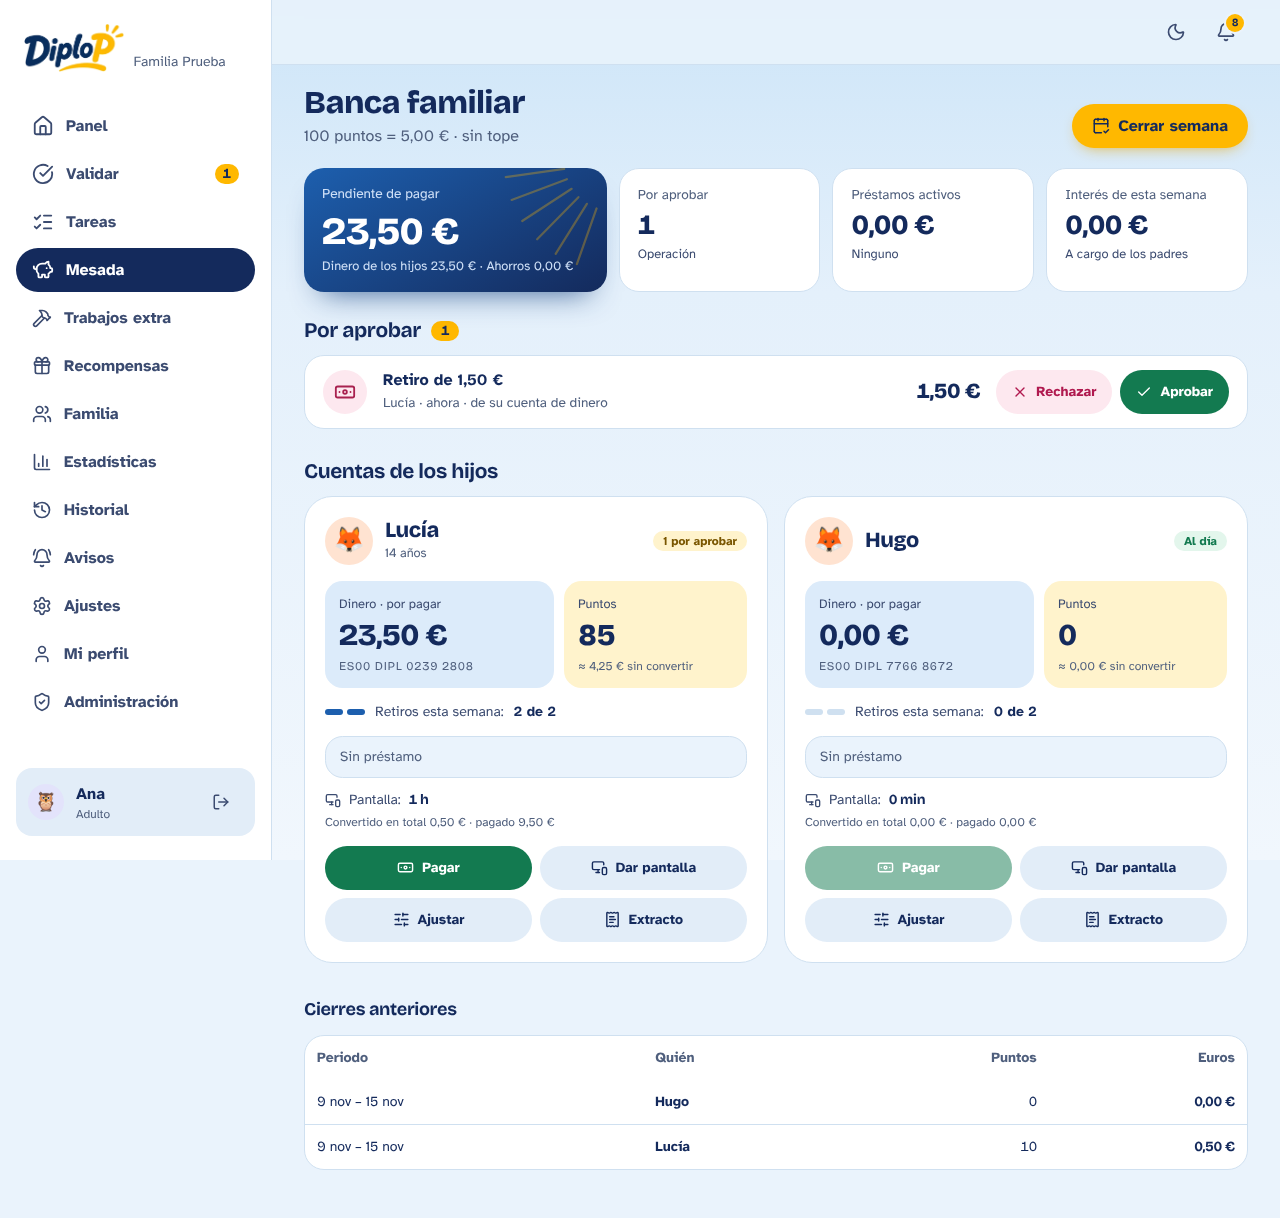 DiploP
Familia Prueba
Panel
Validar 1
Tareas
Mesada
Trabajos extra
Recompensas
Familia
Estadísticas
Historial
Avisos
Ajustes
Mi perfil
Administración
Ana
Adulto
8
Banca familiar
100 puntos = 5,00 € · sin tope
Cerrar semana
Pendiente de pagar
23,50 €
Dinero de los hijos 23,50 € · Ahorros 0,00 €
Por aprobar
1
Operación
Préstamos activos
0,00 €
Ninguno
Interés de esta semana
0,00 €
A cargo de los padres
Por aprobar 1
Retiro de 1,50 €
Lucía · ahora · de su cuenta de dinero
1,50 €
Rechazar
Aprobar
Cuentas de los hijos
Lucía
14 años
1 por aprobar
Dinero · por pagar
23,50 €
ES00 DIPL 0239 2808
Puntos
85
≈ 4,25 € sin convertir
Retiros esta semana: 2 de 2
Sin préstamo
Pantalla: 1 h
Convertido en total 0,50 € · pagado 9,50 €
Pagar
Dar pantalla
Ajustar
Extracto
Hugo
Al día
Dinero · por pagar
0,00 €
ES00 DIPL 7766 8672
Puntos
0
≈ 0,00 € sin convertir
Retiros esta semana: 0 de 2
Sin préstamo
Pantalla: 0 min
Convertido en total 0,00 € · pagado 0,00 €
Pagar
Dar pantalla
Ajustar
Extracto
Cierres anteriores
Periodo Quién Puntos Euros
9 nov – 15 nov Hugo 0 0,00 €
9 nov – 15 nov Lucía 10 0,50 €